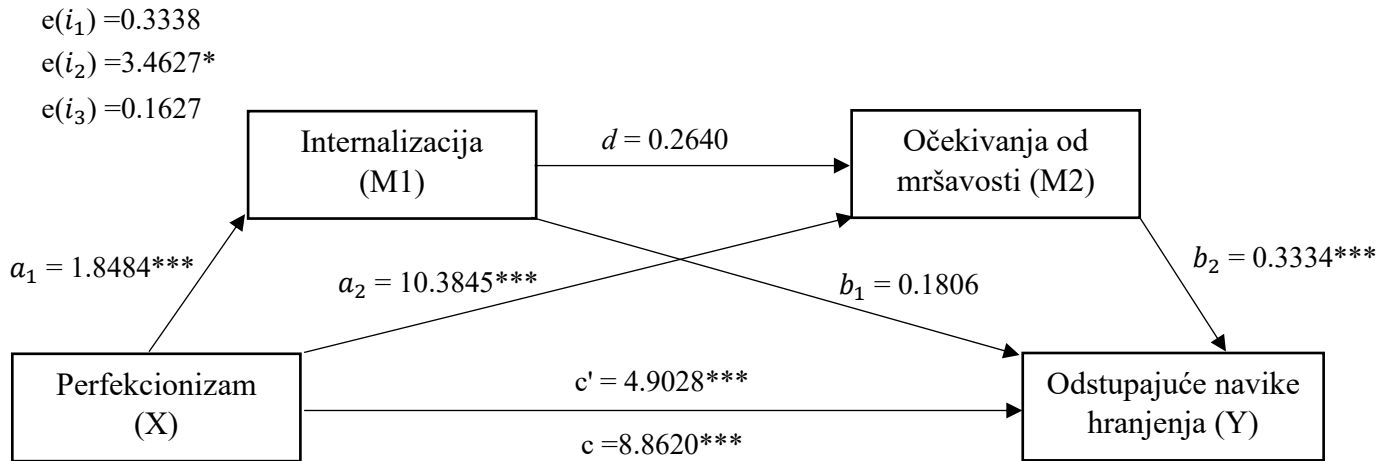 e(i₁) =0.3338
e(i₂) =3.4627*
e(i₃) =0.1627
Internalizacija
(M1)
d = 0.2640
Očekivanja od
mršavosti (M2)
a₁ = 1.8484***
a₂ = 10.3845***
b₁ = 0.1806
b₂ = 0.3334***
Perfekcionizam
(X)
c' = 4.9028***
c =8.8620***
Odstupajuće navike
hranjenja (Y)